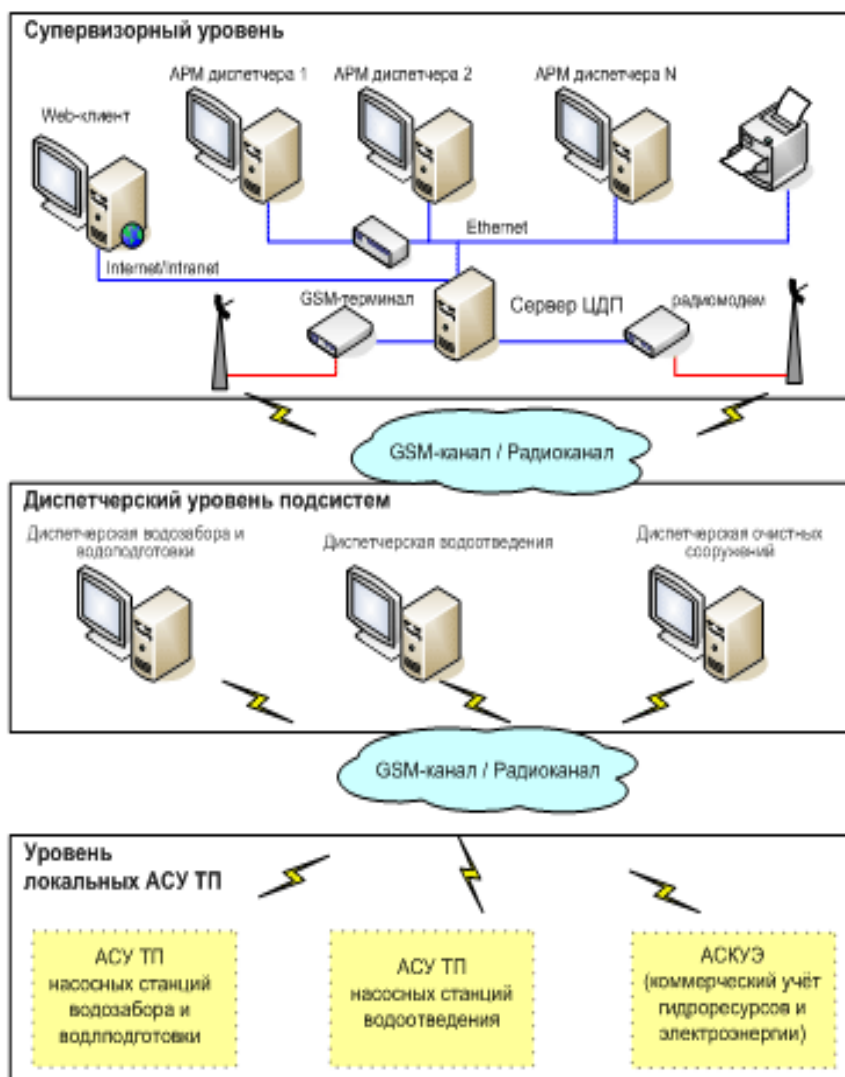 Супервизорный уровень
АРМ диспетчера 1
АРМ диспетчера 2
АРМ диспетчера N
Web-клиент
Ethernet
Internet/Intranet
GSM-терминал
Сервер ЦДП
радиомодем
GSM-канал / Радиоканал
Диспетчерский уровень подсистем
Диспетчерская водозабора и
водоподготовки
Диспетчерская водоотведения
Диспетчерская очистных
сооружений
GSM-канал / Радиоканал
Уровень
локальных АСУ ТП
АСУ ТП
насосных станций
водозабора и
водлподготовки
АСУ ТП
насосных станций
водоотведения
АСКУЭ
(коммерческий учёт
гидроресурсов и
электроэнергии)